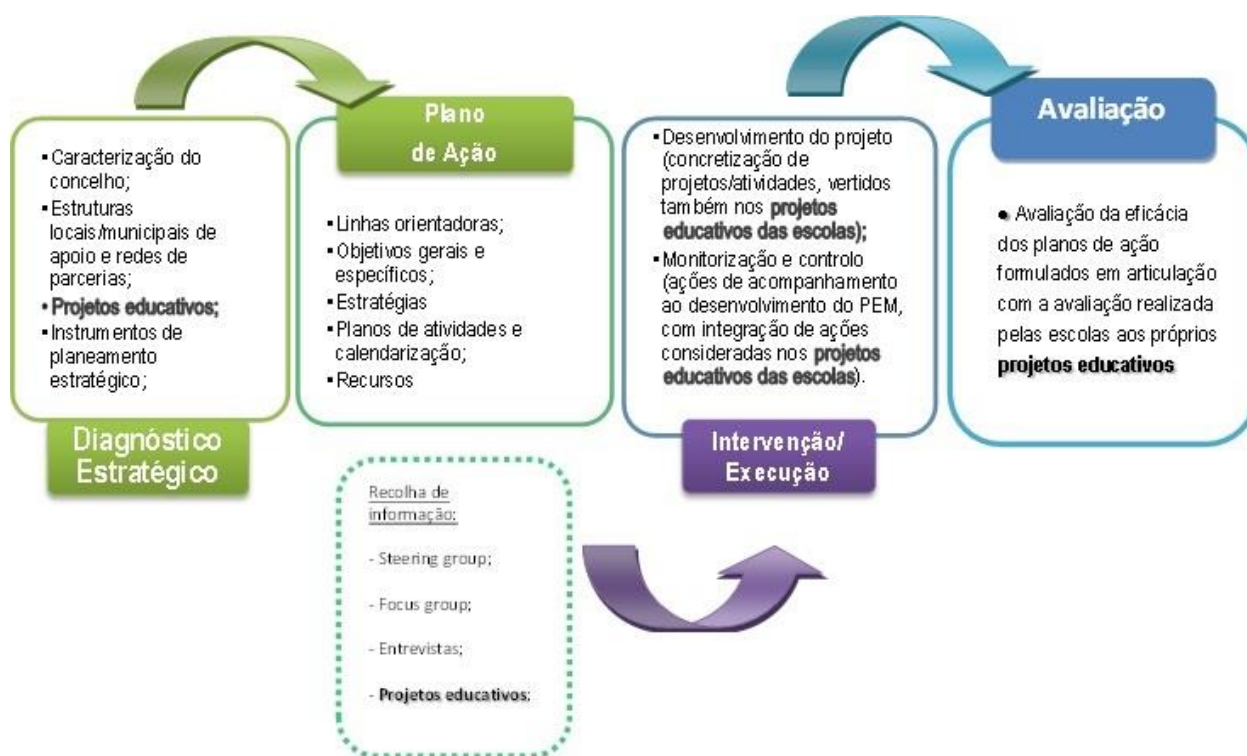 ▪ Caracterização do
concelho;
▪ Estruturas
locais/municipais de
apoio e redes de
parcerias;
▪ Projetos educativos;
▪ Instrumentos de
planeamento
estratégico;
Diagnóstico
Estratégico
Plano
de Ação
▪ Linhas orientadoras;
▪ Objetivos gerais e
específicos;
▪ Estratégias
▪ Planos de atividades e
calendarização;
▪ Recursos
Recolha de
informação:
- Steering group;
- Focus group;
- Entrevistas;
- Projetos educativos;
▪ Desenvolvimento do projeto
(concretização de
projetos/atividades, vertidos
também nos projetos
educativos das escolas);
▪ Monitorização e controlo
(ações de acompanhamento
ao desenvolvimento do PEM,
com integração de ações
consideradas nos projetos
educativos das escolas).
Intervenção/
Execução
Avaliação
● Avaliação da eficácia
dos planos de ação
formulados em articulação
com a avaliação realizada
pelas escolas aos próprios
projetos educativos